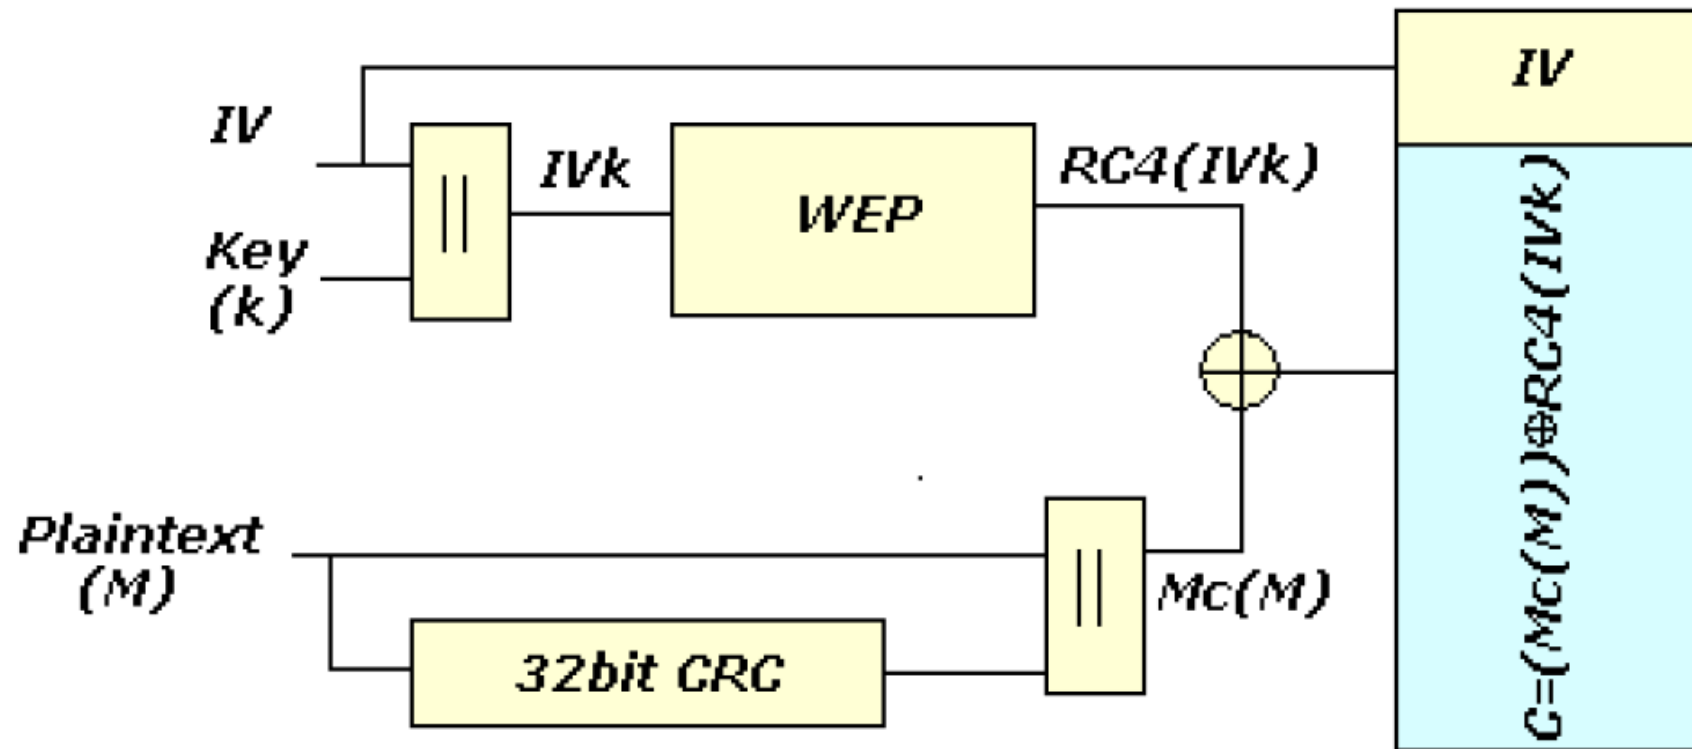 IV
IV
IVk
WEP
RC4(IVk)
Key
(k)
||
C=(Mc(M))⊕RC4(IVk)
Plaintext
(M)
||
Mc(M)
32bit CRC